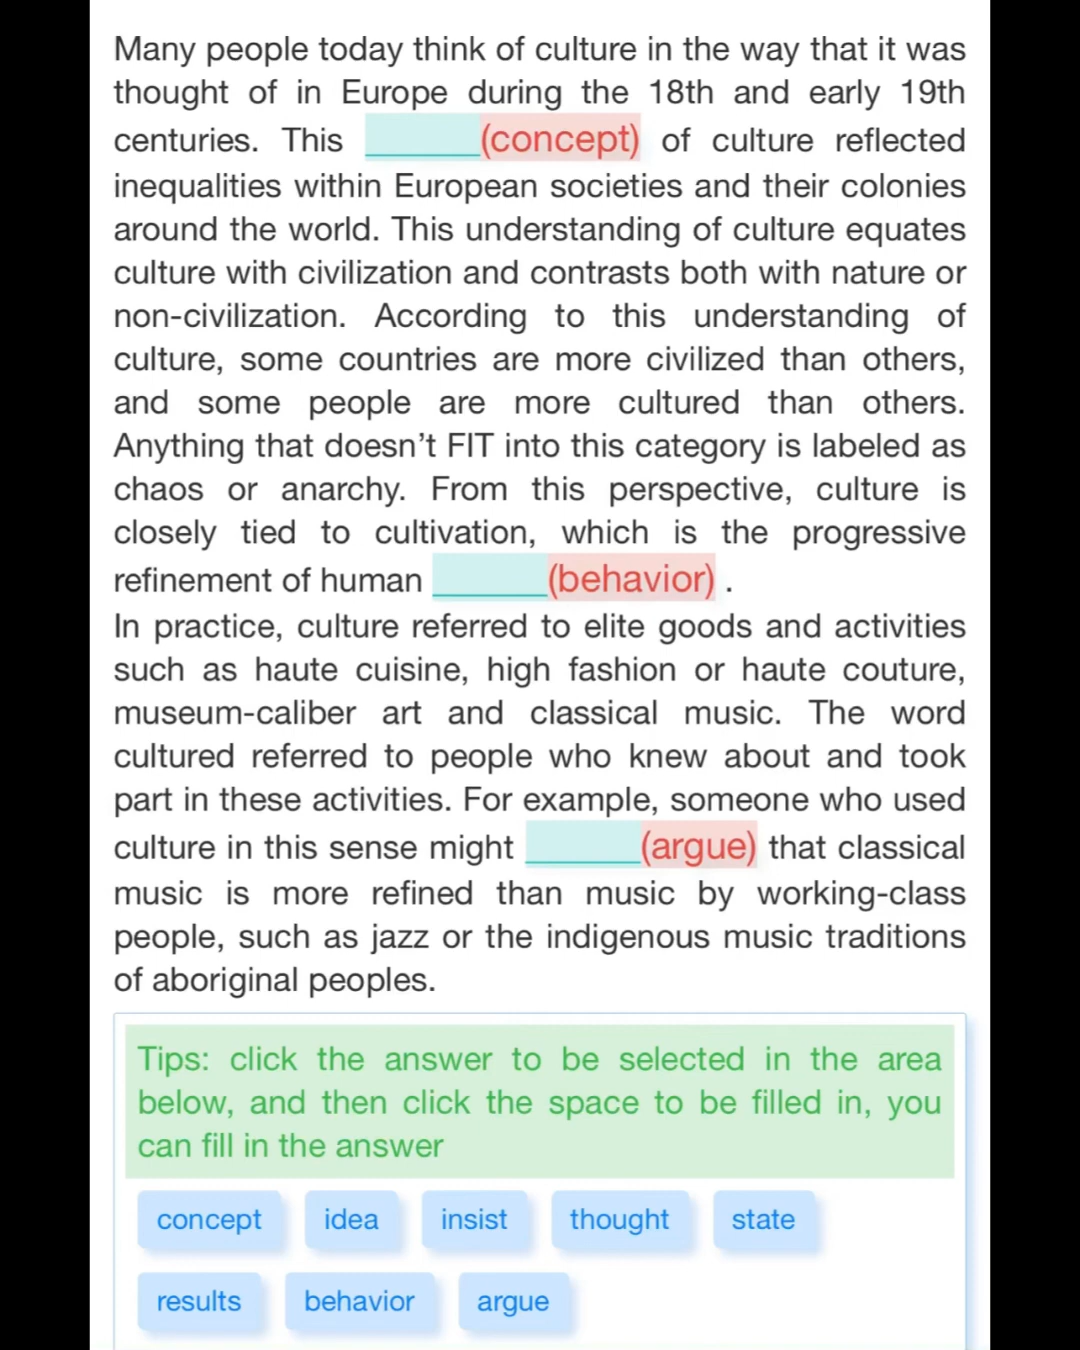 Many people today think of culture in the way that it was
thought of in Europe during the 18th and early 19th
centuries. This ______(concept) of culture reflected
inequalities within European societies and their colonies
around the world. This understanding of culture equates
culture with civilization and contrasts both with nature or
non-civilization. According to this understanding of
culture, some countries are more civilized than others,
and some people are more cultured than others.
Anything that doesn’t FIT into this category is labeled as
chaos or anarchy. From this perspective, culture is
closely tied to cultivation, which is the progressive
refinement of human ______(behavior) .
In practice, culture referred to elite goods and activities
such as haute cuisine, high fashion or haute couture,
museum-caliber art and classical music. The word
cultured referred to people who knew about and took
part in these activities. For example, someone who used
culture in this sense might ______(argue) that classical
music is more refined than music by working-class
people, such as jazz or the indigenous music traditions
of aboriginal peoples.
Tips: click the answer to be selected in the area
below, and then click the space to be filled in, you
can fill in the answer
concept idea insist thought state
results behavior argue